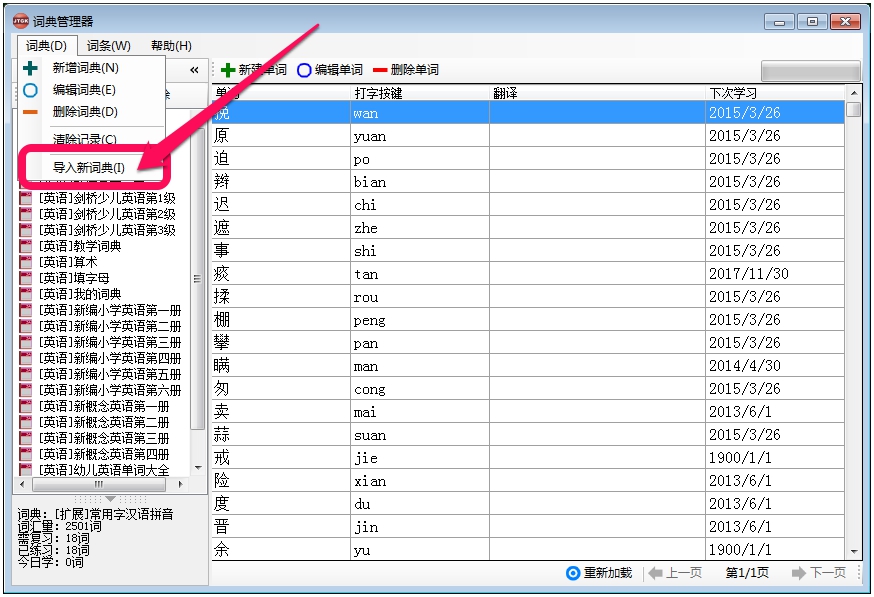 JTGK 词典管理器
词典(D) 词条(W) 帮助(H)
新增词典(N)
编辑词典(E)
删除词典(D)
清除记录(C)
导入新词典(I)
[英语]剑桥少儿英语第1级
[英语]剑桥少儿英语第2级
[英语]剑桥少儿英语第3级
[英语]教学词典
[英语]算术
[英语]填字母
[英语]我的词典
[英语]新编小学英语第一册
[英语]新编小学英语第二册
[英语]新编小学英语第三册
[英语]新编小学英语第四册
[英语]新编小学英语第五册
[英语]新编小学英语第六册
[英语]新概念英语第一册
[英语]新概念英语第二册
[英语]新概念英语第三册
[英语]新概念英语第四册
[英语]幼儿英语单词大全
词典: [扩展]常用字汉语拼音
词汇量: 2501词
需复习: 18词
已练习: 18词
今日学: 0词
新建单词 编辑单词 删除单词
单词 打字按键 翻译 下次学习
挽 wan 2015/3/26
原 yuan 2015/3/26
迫 po 2015/3/26
辨 bian 2015/3/26
迟 chi 2015/3/26
遮 zhe 2015/3/26
事 shi 2015/3/26
痰 tan 2017/11/30
揉 rou 2015/3/26
棚 peng 2015/3/26
攀 pan 2015/3/26
瞒 man 2014/4/30
匆 cong 2015/3/26
卖 mai 2013/6/1
蒜 suan 2015/3/26
戒 jie 1900/1/1
险 xian 2013/6/1
度 du 2013/6/1
晋 jin 2013/6/1
余 yu 1900/1/1
重新加载 上一页 第1/1页 下一页